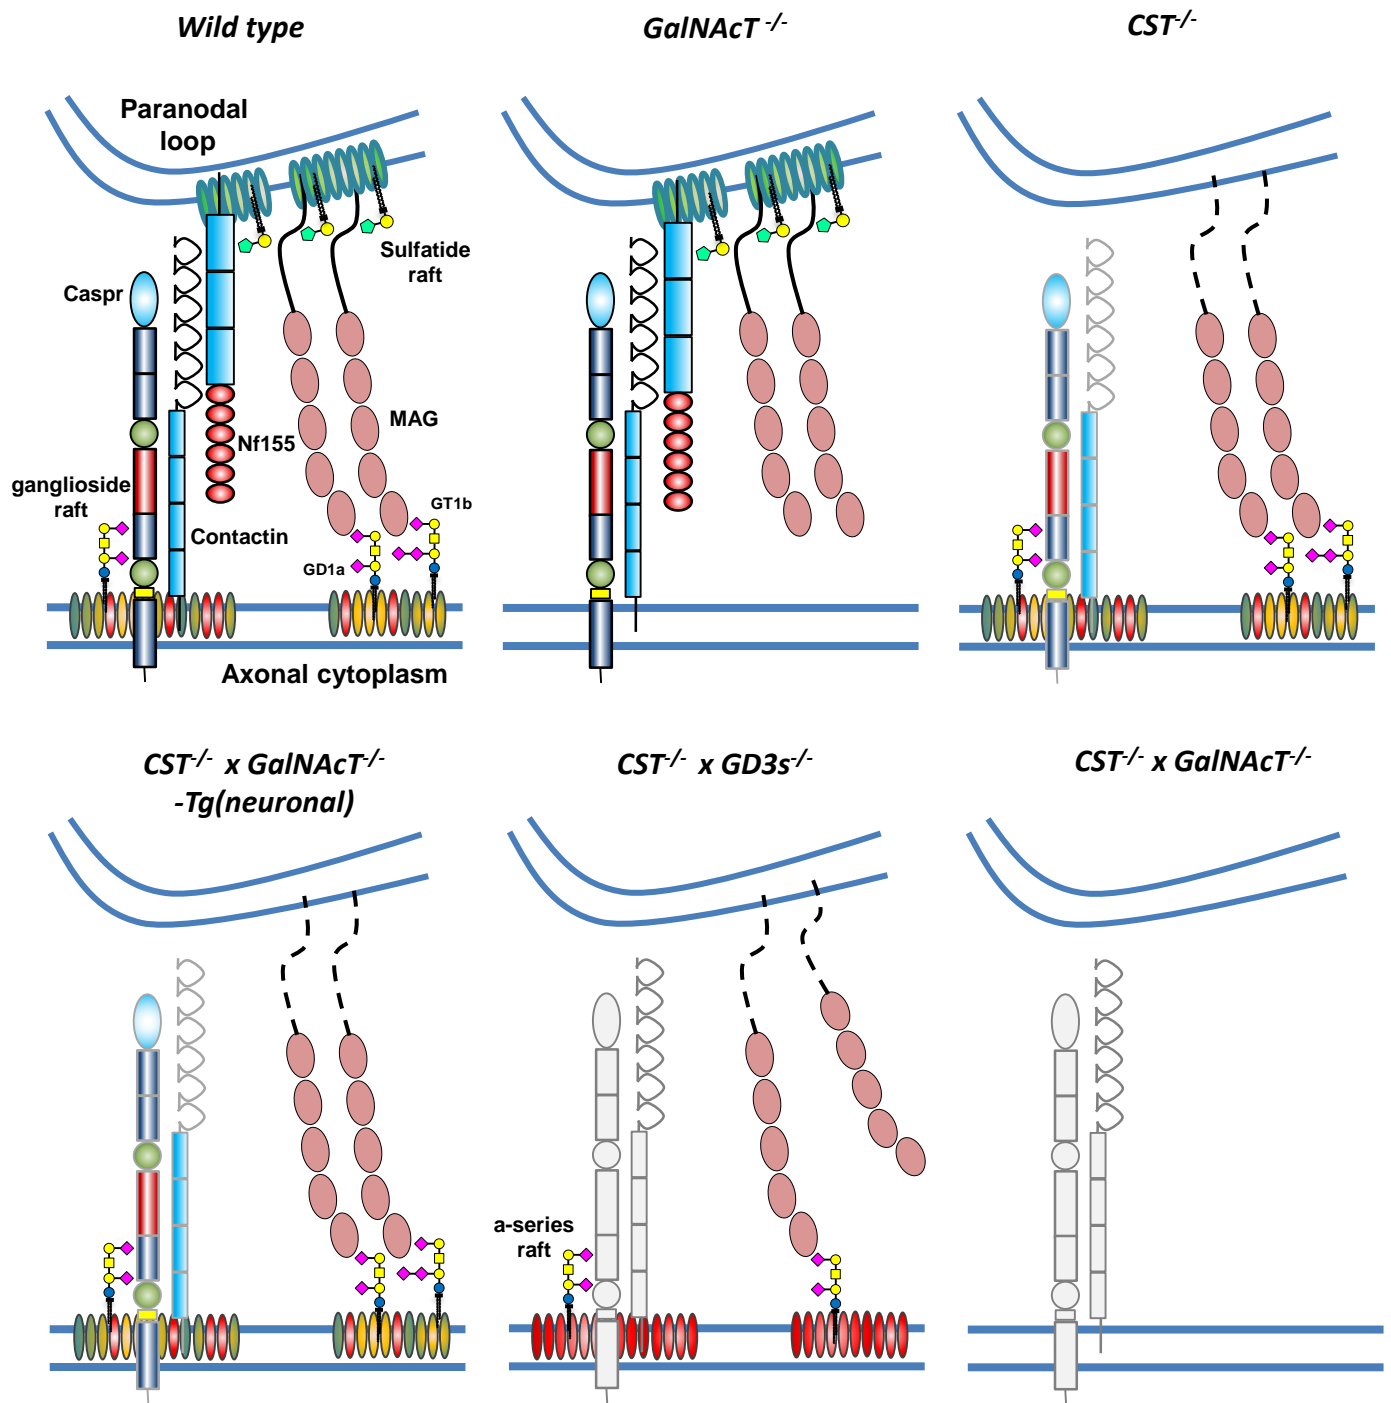 Wild type
GalNAcT -/-
CST-/-
Paranodal
loop
Sulfatide
raft
Caspr
MAG
Nf155
ganglioside
raft
GT1b
Contactin
GD1a
Axonal cytoplasm
CST-/- x GalNAcT-/-
-Tg(neuronal)
CST-/- x GD3s-/-
CST-/- x GalNAcT-/-
a-series
raft